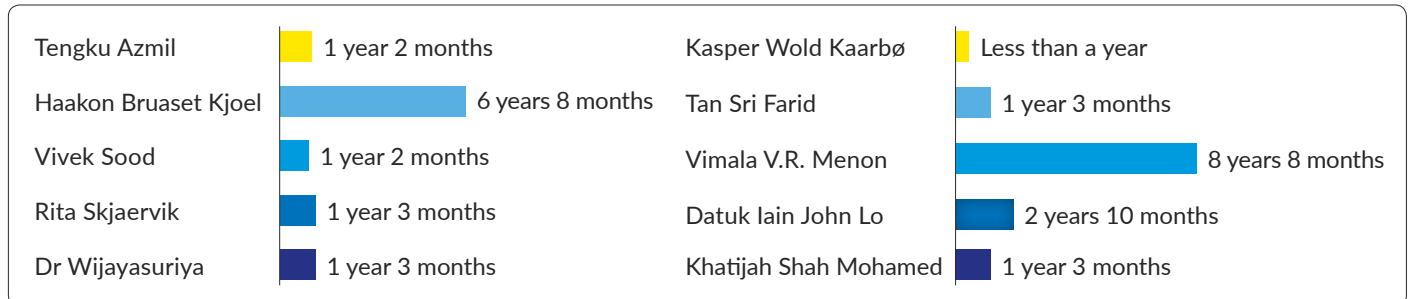 Tengku Azmil 1 year 2 months
Haakon Bruaset Kjoel 6 years 8 months
Vivek Sood 1 year 2 months
Rita Skjaervik 1 year 3 months
Dr Wijayasuriya 1 year 3 months
Kasper Wold Kaarbø Less than a year
Tan Sri Farid 1 year 3 months
Vimala V.R. Menon 8 years 8 months
Datuk Iain John Lo 2 years 10 months
Khatijah Shah Mohamed 1 year 3 months